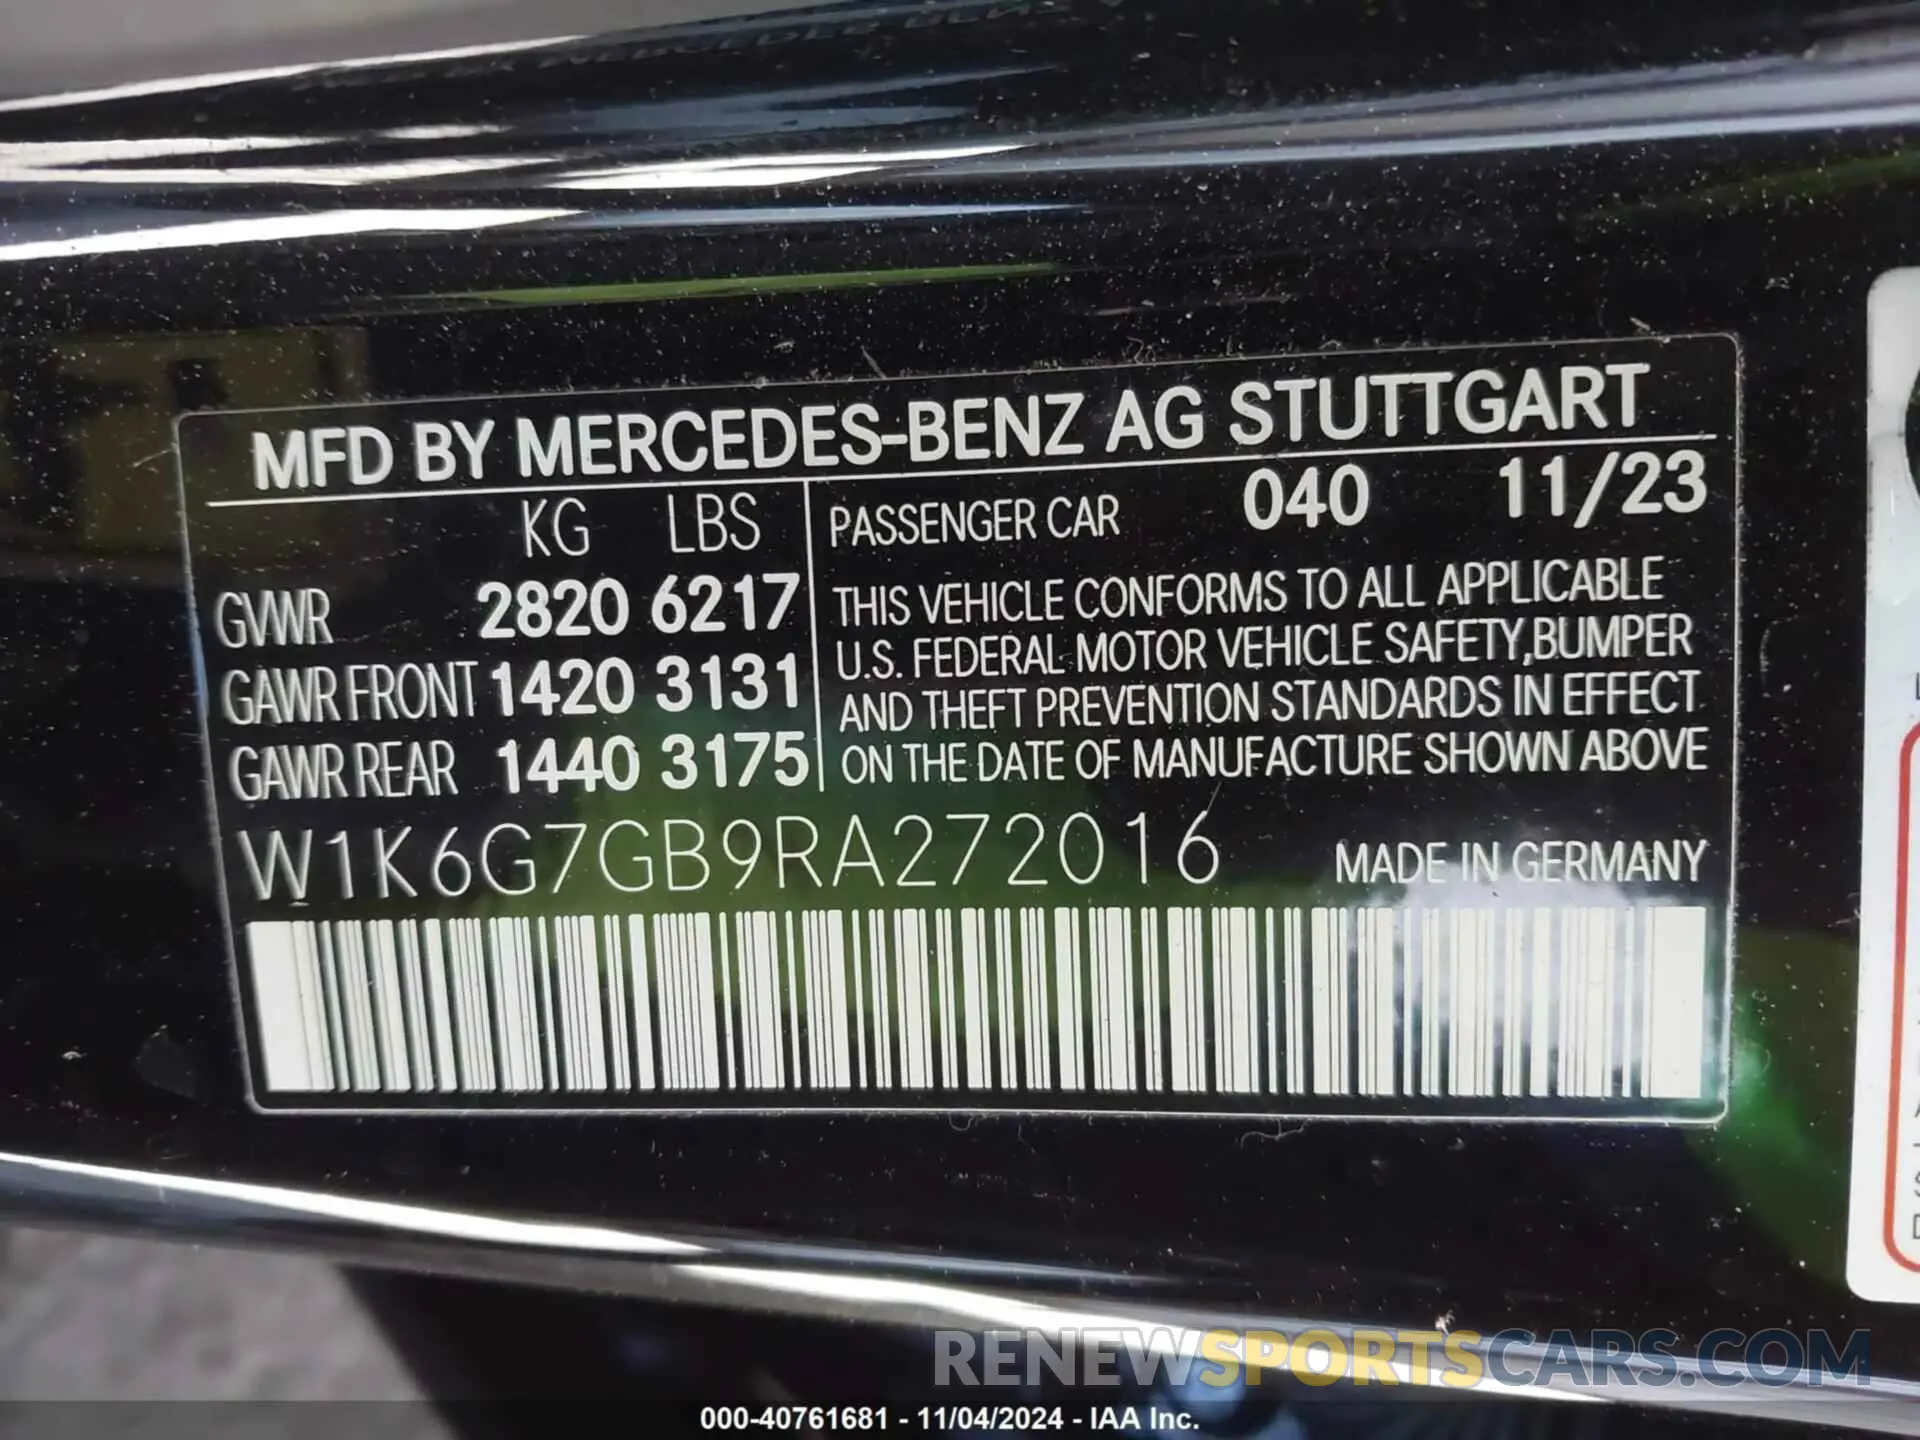 MFD BY MERCEDES-BENZ AG STUTTGART
KG LBS
GVWR 2820 6217
GAWR FRONT 1420 3131
GAWR REAR 1440 3175
PASSENGER CAR 040 11/23
THIS VEHICLE CONFORMS TO ALL APPLICABLE
U.S. FEDERAL MOTOR VEHICLE SAFETY,BUMPER
AND THEFT PREVENTION STANDARDS IN EFFECT
ON THE DATE OF MANUFACTURE SHOWN ABOVE
W1K6G7GB9RA272016 MADE IN GERMANY
RENEWSPORTSCARS.COM
000-40761681 - 11/04/2024 - IAA Inc.